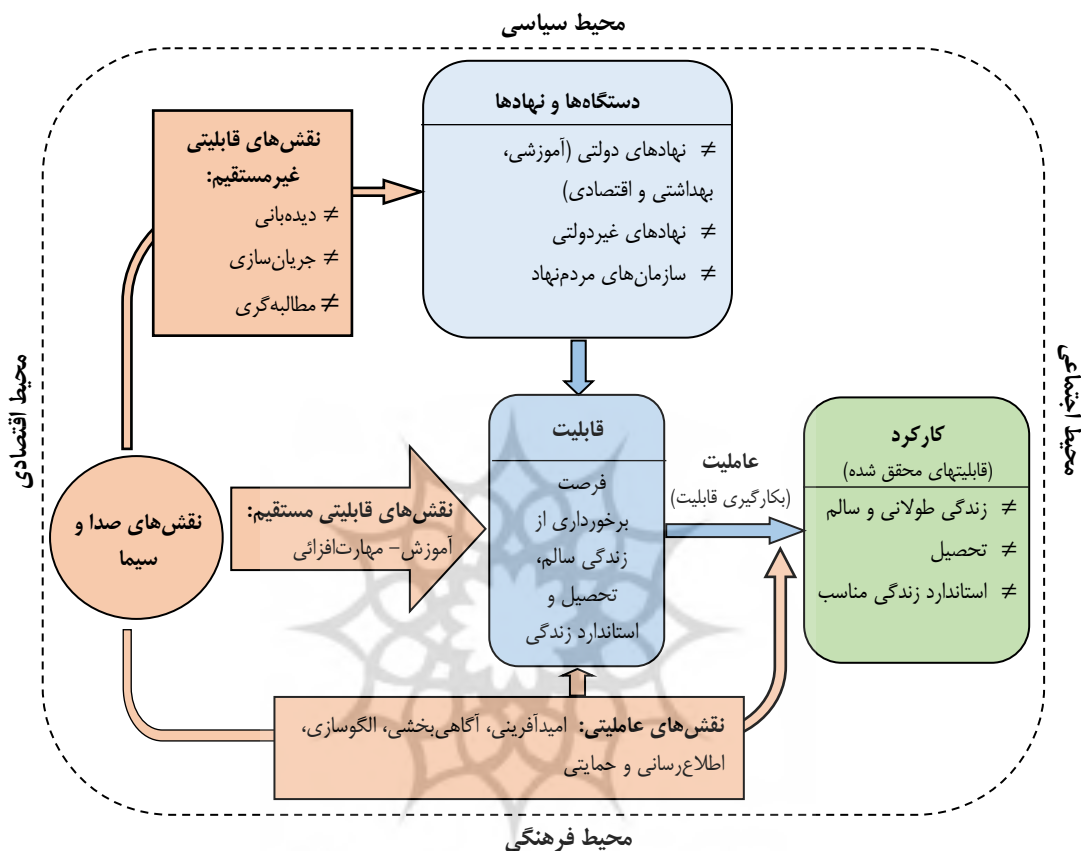 محیط سیاسی
دستگاه‌ها و نهادها
≠ نهادهای دولتی (آموزشی،
بهداشتی و اقتصادی)
≠ نهادهای غیردولتی
≠ سازمان‌های مردم‌نهاد
نقش‌های قابلیتی
غیرمستقیم:
≠ دیده‌بانی
≠ جریان‌سازی
≠ مطالبه‌گری
محیط اجتماعی
محیط اقتصادی
کارکرد
(قابلیتهای محقق شده)
≠ زندگی طولانی و سالم
≠ تحصیل
≠ استاندارد زندگی مناسب
عاملیت
(بکارگیری قابلیت)
قابلیت
فرصت
برخورداری از
زندگی سالم،
تحصیل و
استاندارد زندگی
نقش‌های قابلیتی مستقیم:
آموزش- مهارت‌افزائی
نقش‌های صدا و
سیما
نقش‌های عاملیتی: امیدآفرینی، آگاهی‌بخشی، الگوسازی،
اطلاع‌رسانی و حمایتی
محیط فرهنگی